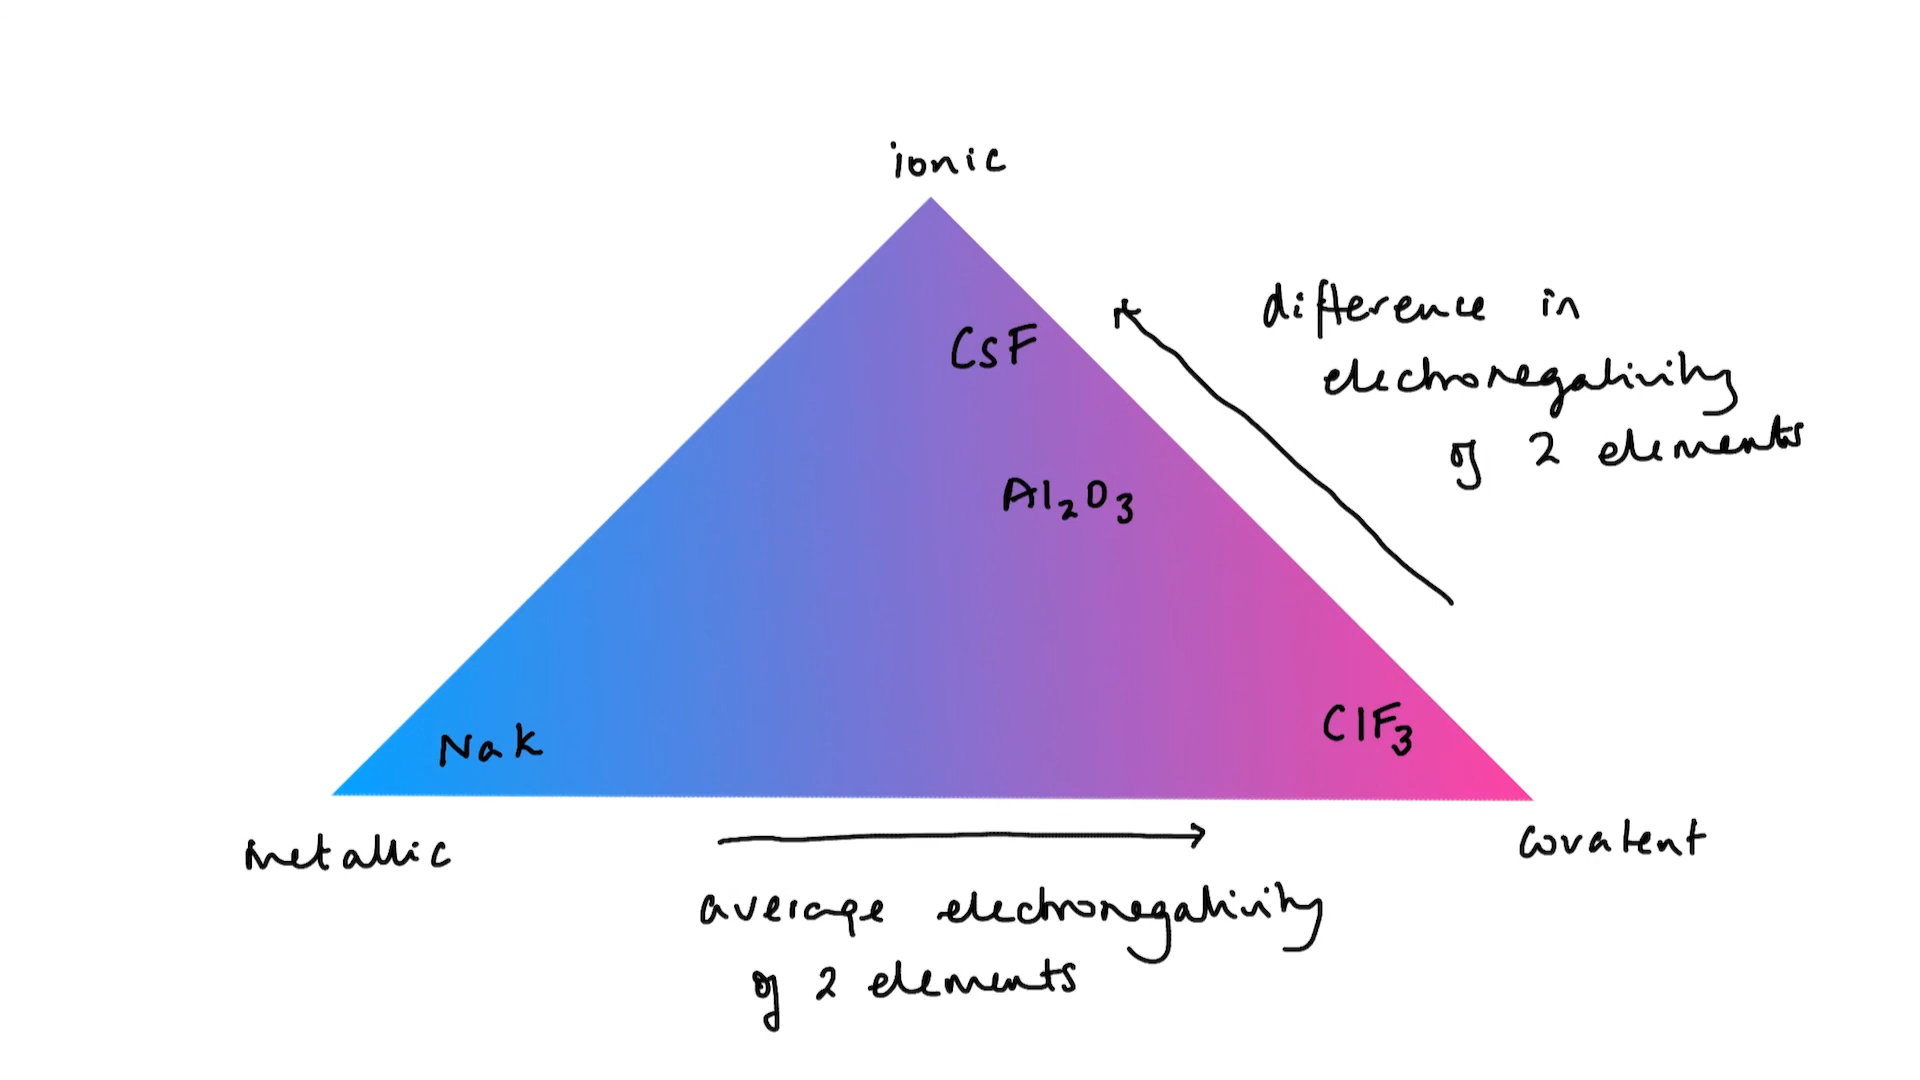 ionic
difference in
CsF
electronegativity
of 2 elements
Al₂O₃
ClF₃
Nak
metallic
covalent
average electronegativity
of 2 elements